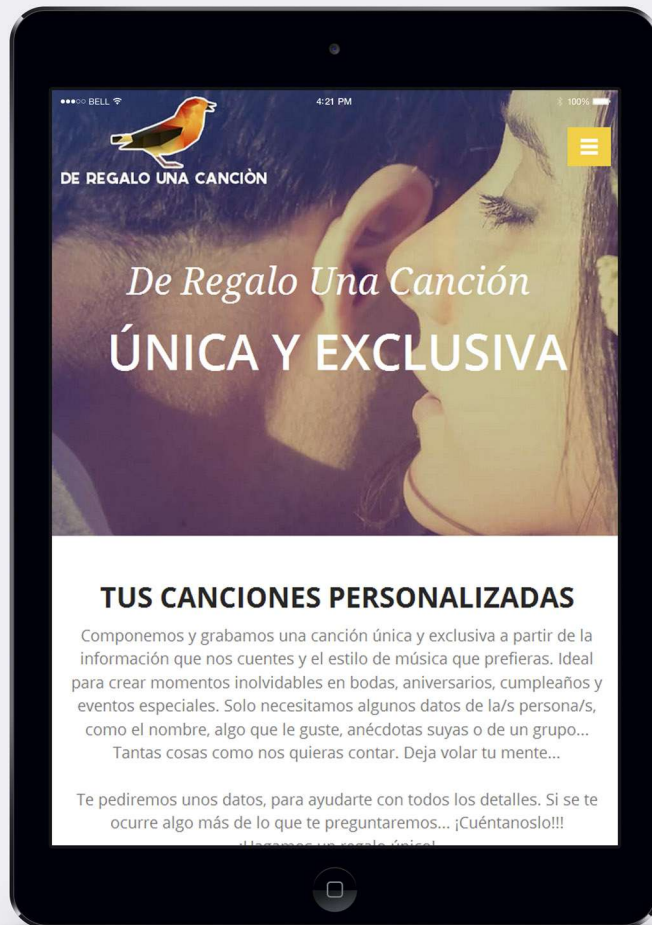 BELL
4:21 PM
100%
DE REGALO UNA CANCIÒN
De Regalo Una Canción
ÚNICA Y EXCLUSIVA
TUS CANCIONES PERSONALIZADAS
Componemos y grabamos una canción única y exclusiva a partir de la
información que nos cuentes y el estilo de música que prefieras. Ideal
para crear momentos inolvidables en bodas, aniversarios, cumpleaños y
eventos especiales. Solo necesitamos algunos datos de la/s persona/s,
como el nombre, algo que le guste, anécdotas suyas o de un grupo...
Tantas cosas como nos quieras contar. Deja volar tu mente...
Te pediremos unos datos, para ayudarte con todos los detalles. Si se te
ocurre algo más de lo que te preguntaremos... ¡Cuéntanoslo!!!
¡Hagamos un regalo único!